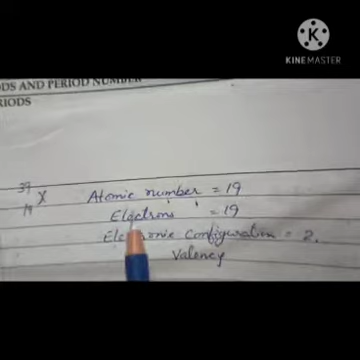 K
KINEMASTER
ODS AND PERIOD NUMBER
RIODS
39
X
19
Atomic number = 19
Electrons = 19
Electronic configuration = 2,
Valency